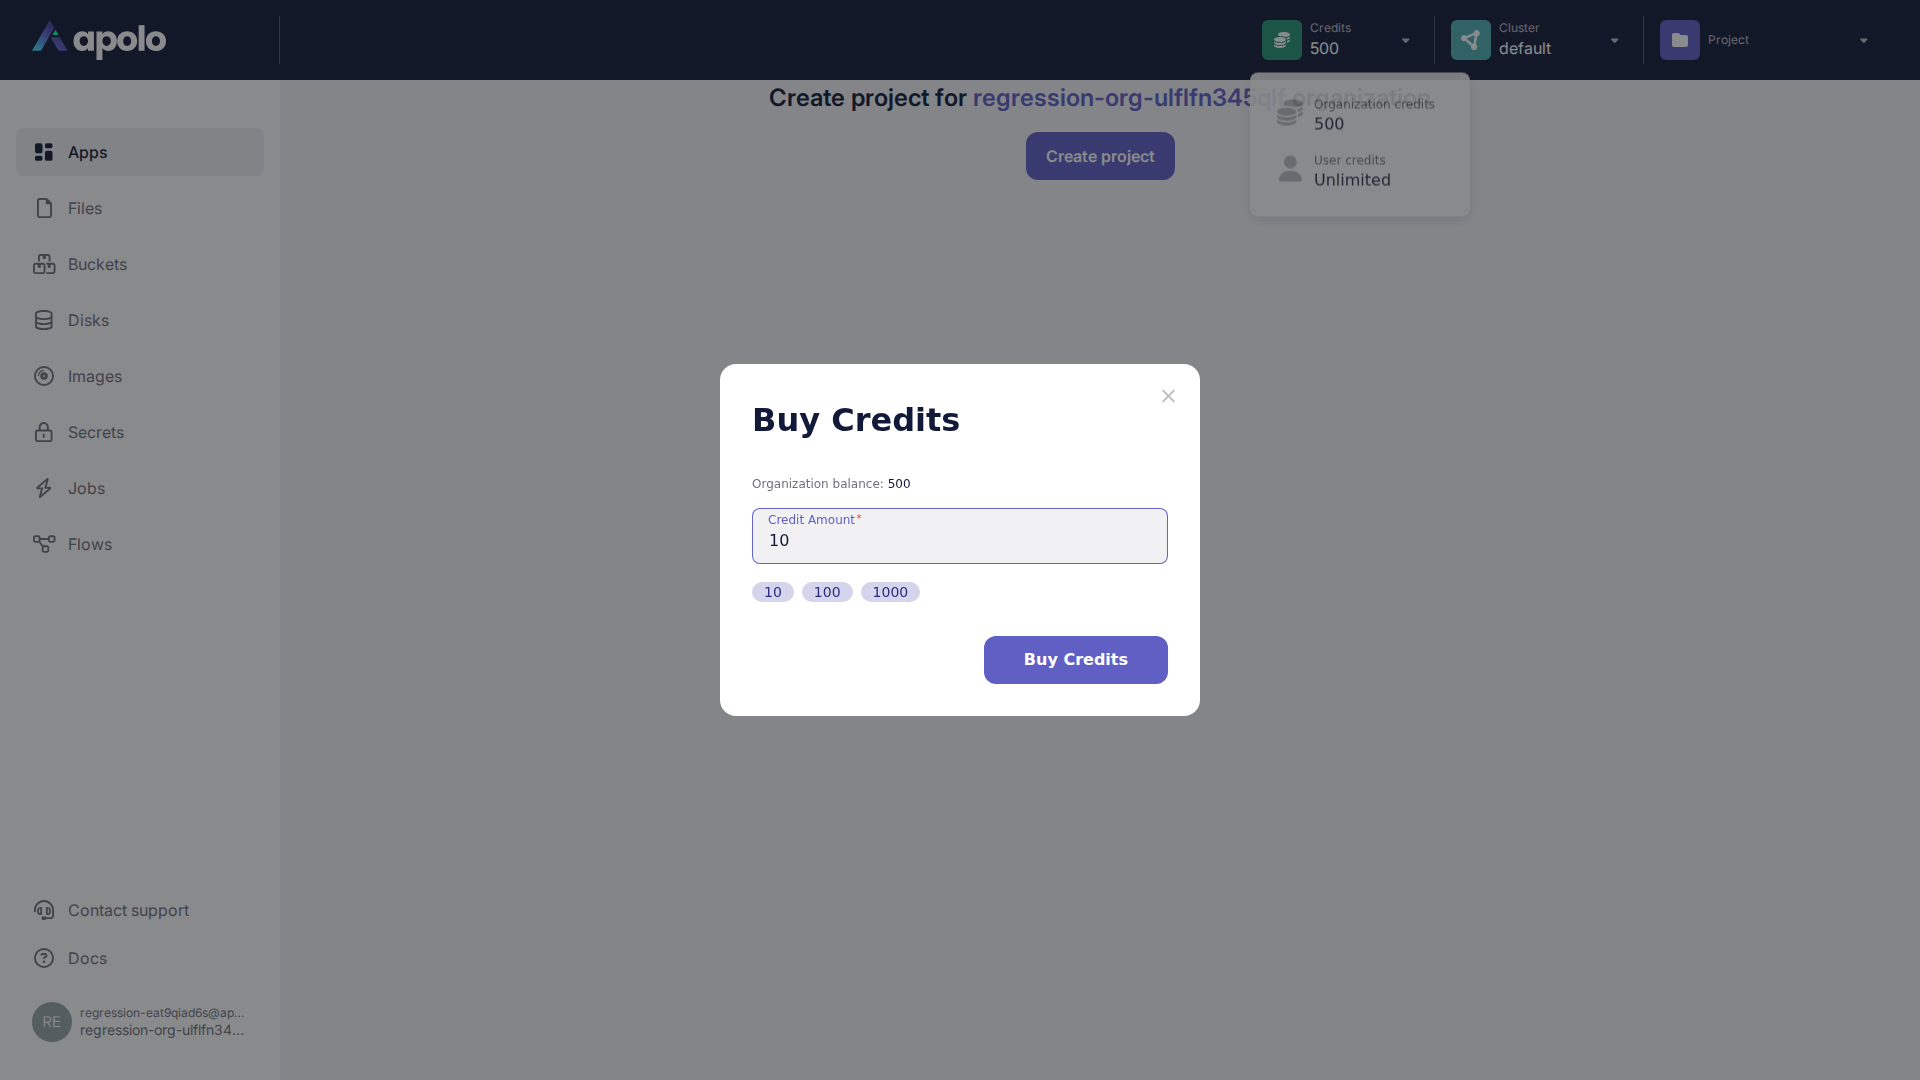 apolo
Credits
500
Cluster
default
Project
Create project for regression-org-ulflfn345qlf organization
Create project
Organization credits
500
User credits
Unlimited
Apps
Files
Buckets
Disks
Images
Secrets
Jobs
Flows
Buy Credits
Organization balance: 500
Credit Amount*
10
10 100 1000
Buy Credits
Contact support
Docs
RE
regression-eat9qiad6s@ap...
regression-org-ulflfn34...